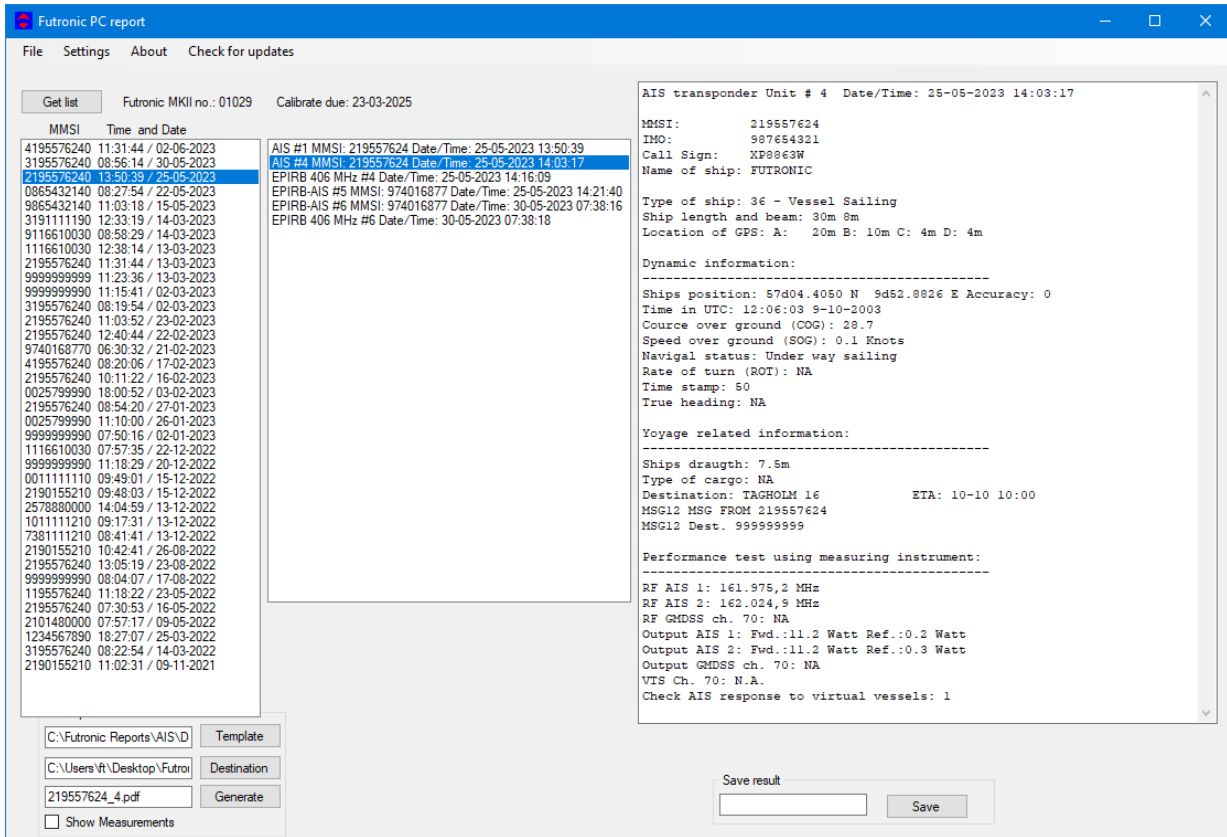 Futronic PC report
File Settings About Check for updates
Get list Futronic MKII no.: 01029 Calibrate due: 23-03-2025
MMSI Time and Date
4195576240 11:31:44 / 02-06-2023
3195576240 08:56:14 / 30-05-2023
2195576240 13:50:39 / 25-05-2023
0865432140 08:27:54 / 22-05-2023
9865432140 11:03:18 / 15-05-2023
3191111190 12:33:19 / 14-03-2023
9116610030 08:58:29 / 14-03-2023
1116610030 12:38:14 / 13-03-2023
2195576240 11:31:44 / 13-03-2023
9999999999 11:23:36 / 13-03-2023
9999999990 11:15:41 / 02-03-2023
3195576240 08:19:54 / 02-03-2023
2195576240 11:03:52 / 23-02-2023
2195576240 12:40:44 / 22-02-2023
9740168770 06:30:32 / 21-02-2023
4195576240 08:20:06 / 17-02-2023
2195576240 10:11:22 / 16-02-2023
0025799990 18:00:52 / 03-02-2023
2195576240 08:54:20 / 27-01-2023
0025799990 11:10:00 / 26-01-2023
9999999990 07:50:16 / 02-01-2023
1116610030 07:57:35 / 22-12-2022
9999999990 11:18:29 / 20-12-2022
0011111110 09:49:01 / 15-12-2022
2190155210 09:48:03 / 15-12-2022
2578880000 14:04:59 / 13-12-2022
1011111210 09:17:31 / 13-12-2022
7381111210 08:41:41 / 13-12-2022
2190155210 10:42:41 / 26-08-2022
2195576240 13:05:19 / 23-08-2022
9999999990 08:04:07 / 17-08-2022
1195576240 11:18:22 / 23-05-2022
2195576240 07:30:53 / 16-05-2022
2101480000 07:57:17 / 09-05-2022
1234567890 18:27:07 / 25-03-2022
3195576240 08:22:54 / 14-03-2022
2190155210 11:02:31 / 09-11-2021
AIS #1 MMSI: 219557624 Date/Time: 25-05-2023 13:50:39
AIS #4 MMSI: 219557624 Date/Time: 25-05-2023 14:03:17
EPIRB 406 MHz #4 Date/Time: 25-05-2023 14:16:09
EPIRB-AIS #5 MMSI: 974016877 Date/Time: 25-05-2023 14:21:40
EPIRB-AIS #6 MMSI: 974016877 Date/Time: 30-05-2023 07:38:16
EPIRB 406 MHz #6 Date/Time: 30-05-2023 07:38:18
AIS transponder Unit # 4 Date/Time: 25-05-2023 14:03:17
MMSI: 219557624
IMO: 987654321
Call Sign: XP8863W
Name of ship: FUTRONIC
Type of ship: 36 - Vessel Sailing
Ship length and beam: 30m 8m
Location of GPS: A: 20m B: 10m C: 4m D: 4m
Dynamic information:
---------------------------------------------
Ships position: 57d04.4050 N 9d52.8826 E Accuracy: 0
Time in UTC: 12:06:03 9-10-2003
Cource over ground (COG): 28.7
Speed over ground (SOG): 0.1 Knots
Navigal status: Under way sailing
Rate of turn (ROT): NA
Time stamp: 50
True heading: NA
Yoyage related information:
---------------------------------------------
Ships draugth: 7.5m
Type of cargo: NA
Destination: TAGHOLM 16 ETA: 10-10 10:00
MSG12 MSG FROM 219557624
MSG12 Dest. 999999999
Performance test using measuring instrument:
---------------------------------------------
RF AIS 1: 161.975,2 MHz
RF AIS 2: 162.024,9 MHz
RF GMDSS ch. 70: NA
Output AIS 1: Fwd.:11.2 Watt Ref.:0.2 Watt
Output AIS 2: Fwd.:11.2 Watt Ref.:0.3 Watt
Output GMDSS ch. 70: NA
VTS Ch. 70: N.A.
Check AIS response to virtual vessels: 1
C:\Futronic Reports\AIS\D Template
C:\Users\ft\Desktop\Futro Destination
219557624_4.pdf Generate
Show Measurements
Save result
Save